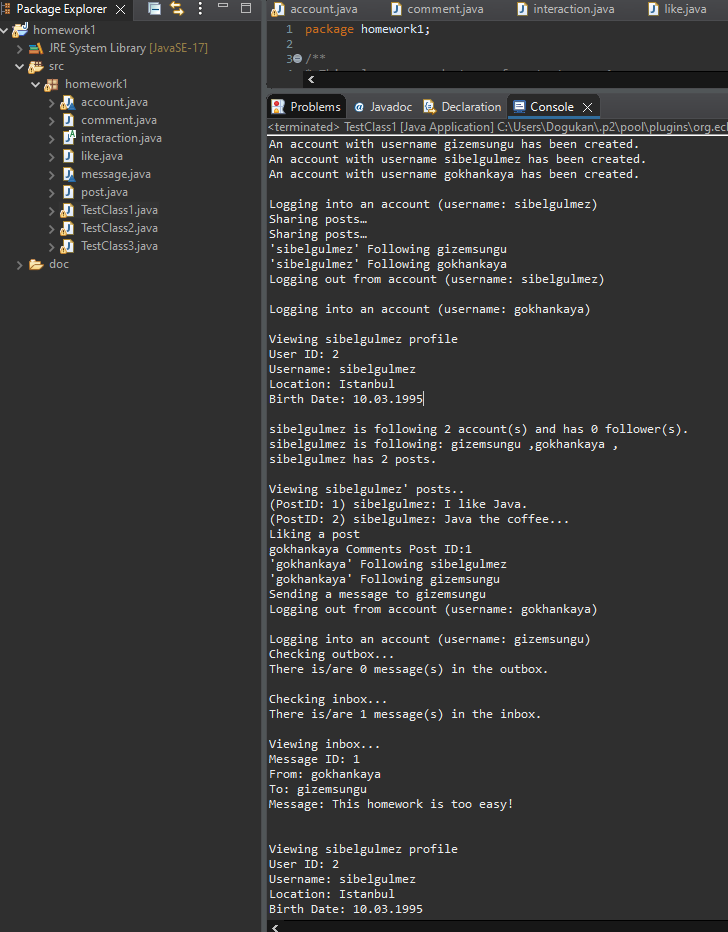 Package Explorer
homework1
JRE System Library [JavaSE-17]
src
homework1
account.java
comment.java
interaction.java
like.java
message.java
post.java
TestClass1.java
TestClass2.java
TestClass3.java
doc
account.java comment.java interaction.java like.java
1 package homework1;
2
3 /**
Problems @ Javadoc Declaration Console
<terminated> TestClass1 [Java Application] C:\Users\Dogukan\.p2\pool\plugins\org.ecl
An account with username gizemsungu has been created.
An account with username sibelgulmez has been created.
An account with username gokhankaya has been created.
Logging into an account (username: sibelgulmez)
Sharing posts…
Sharing posts…
'sibelgulmez' Following gizemsungu
'sibelgulmez' Following gokhankaya
Logging out from account (username: sibelgulmez)
Logging into an account (username: gokhankaya)
Viewing sibelgulmez profile
User ID: 2
Username: sibelgulmez
Location: Istanbul
Birth Date: 10.03.1995
sibelgulmez is following 2 account(s) and has 0 follower(s).
sibelgulmez is following: gizemsungu ,gokhankaya ,
sibelgulmez has 2 posts.
Viewing sibelgulmez' posts..
(PostID: 1) sibelgulmez: I like Java.
(PostID: 2) sibelgulmez: Java the coffee...
Liking a post
gokhankaya Comments Post ID:1
'gokhankaya' Following sibelgulmez
'gokhankaya' Following gizemsungu
Sending a message to gizemsungu
Logging out from account (username: gokhankaya)
Logging into an account (username: gizemsungu)
Checking outbox...
There is/are 0 message(s) in the outbox.
Checking inbox...
There is/are 1 message(s) in the inbox.
Viewing inbox...
Message ID: 1
From: gokhankaya
To: gizemsungu
Message: This homework is too easy!
Viewing sibelgulmez profile
User ID: 2
Username: sibelgulmez
Location: Istanbul
Birth Date: 10.03.1995